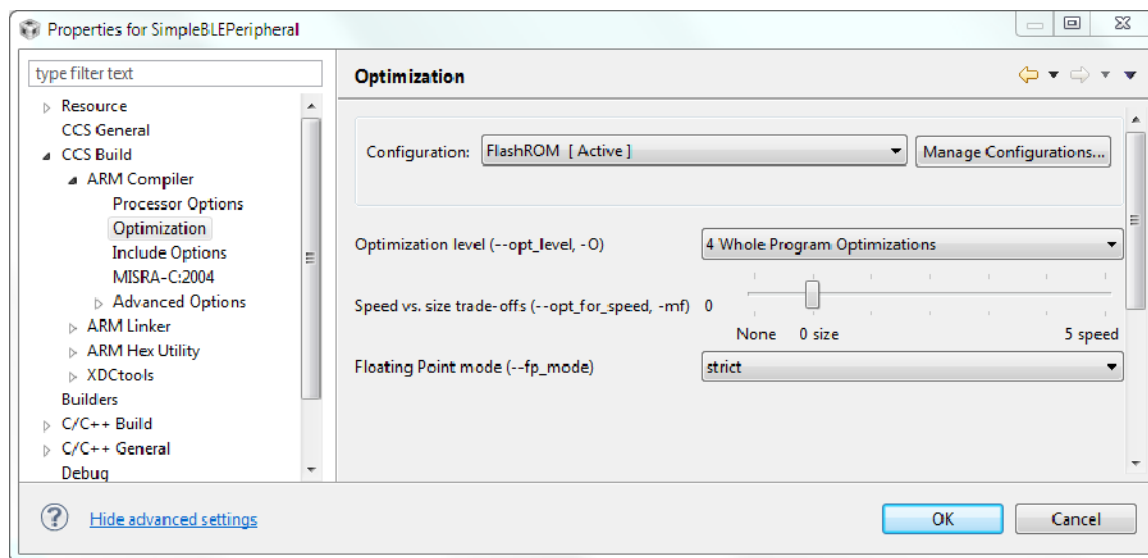 Properties for SimpleBLEPeripheral
type filter text
Resource
CCS General
CCS Build
ARM Compiler
Processor Options
Optimization
Include Options
MISRA-C:2004
Advanced Options
ARM Linker
ARM Hex Utility
XDCtools
Builders
C/C++ Build
C/C++ General
Debug
Optimization
Configuration: FlashROM [ Active ] Manage Configurations...
Optimization level (--opt_level, -O) 4 Whole Program Optimizations
Speed vs. size trade-offs (--opt_for_speed, -mf) 0
None 0 size 5 speed
Floating Point mode (--fp_mode) strict
? Hide advanced settings OK Cancel